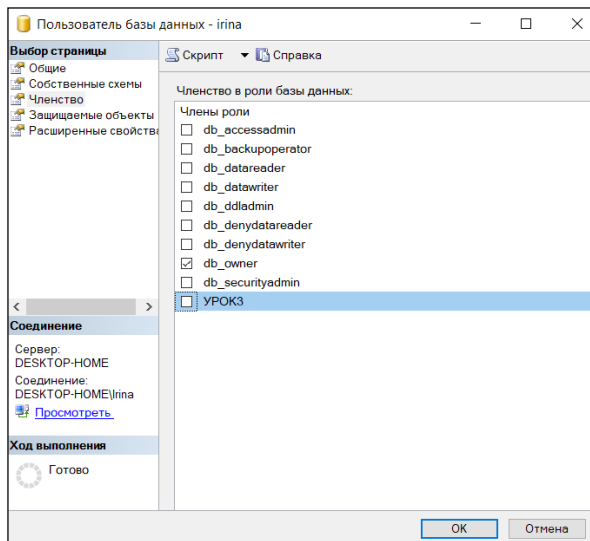 Пользователь базы данных - irina
Выбор страницы
Общие
Собственные схемы
Членство
Защищаемые объекты
Расширенные свойств
Соединение
Сервер:
DESKTOP-HOME
Соединение:
DESKTOP-HOME\Irina
Просмотреть
Ход выполнения
Готово
Скрипт
Справка
Членство в роли базы данных:
Члены роли
db_accessadmin
db_backupoperator
db_datareader
db_datawriter
db_ddladmin
db_denydatareader
db_denydatawriter
db_owner
db_securityadmin
УРОК3
ОК
Отмена